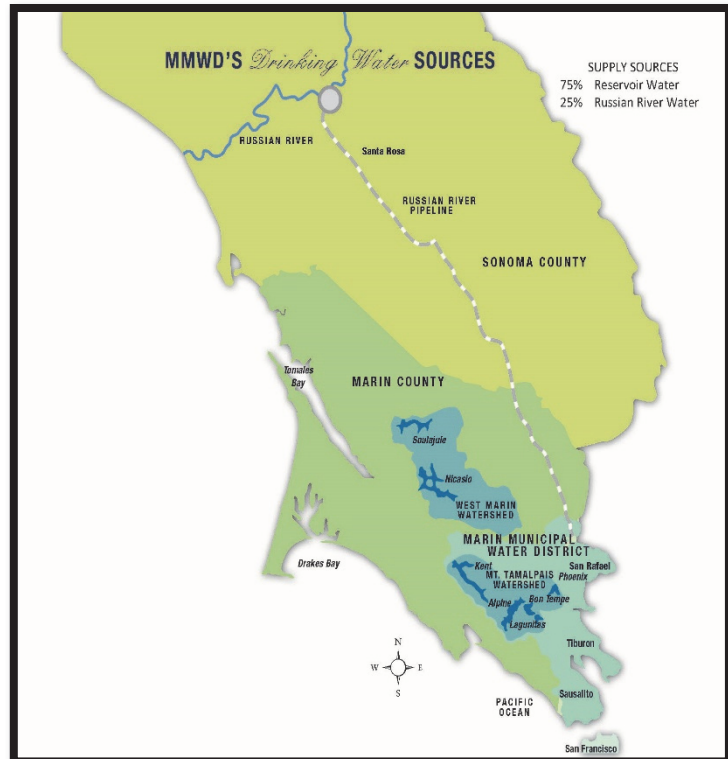 MMWD'S Drinking Water SOURCES
SUPPLY SOURCES
75% Reservoir Water
25% Russian River Water
RUSSIAN RIVER
Santa Rosa
RUSSIAN RIVER
PIPELINE
SONOMA COUNTY
Tomales
Bay
MARIN COUNTY
Soulajule
Nicasio
WEST MARIN
WATERSHED
MARIN MUNICIPAL
WATER DISTRICT
Drakes Bay
Kent
San Rafael
MT. TAMALPAIS
WATERSHED
Phoenix
Alpine
Bon Tempe
Lagunitas
Tiburon
N
W
E
S
Sausalito
PACIFIC
OCEAN
San Francisco